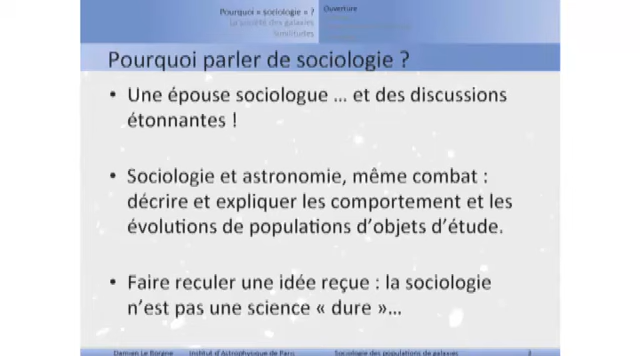 Pourquoi « sociologie » ?
La société des galaxies
Similitudes
Ouverture
Pourquoi parler de sociologie ?
• Une épouse sociologue … et des discussions
étonnantes !
• Sociologie et astronomie, même combat :
décrire et expliquer les comportement et les
évolutions de populations d’objets d’étude.
• Faire reculer une idée reçue : la sociologie
n’est pas une science « dure »…
Damien Le Borgne Institut d'Astrophysique de Paris Sociologie des populations de galaxies